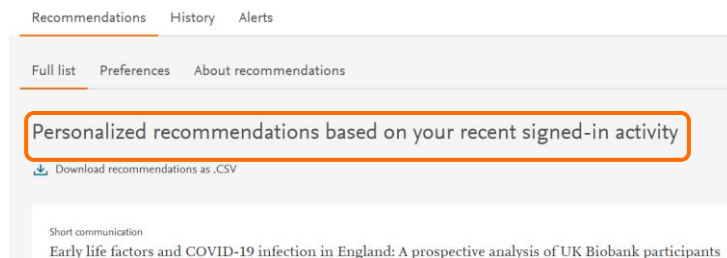 Recommendations History Alerts
Full list Preferences About recommendations
Personalized recommendations based on your recent signed-in activity
Download recommendations as .CSV
Short communication
Early life factors and COVID-19 infection in England: A prospective analysis of UK Biobank participants